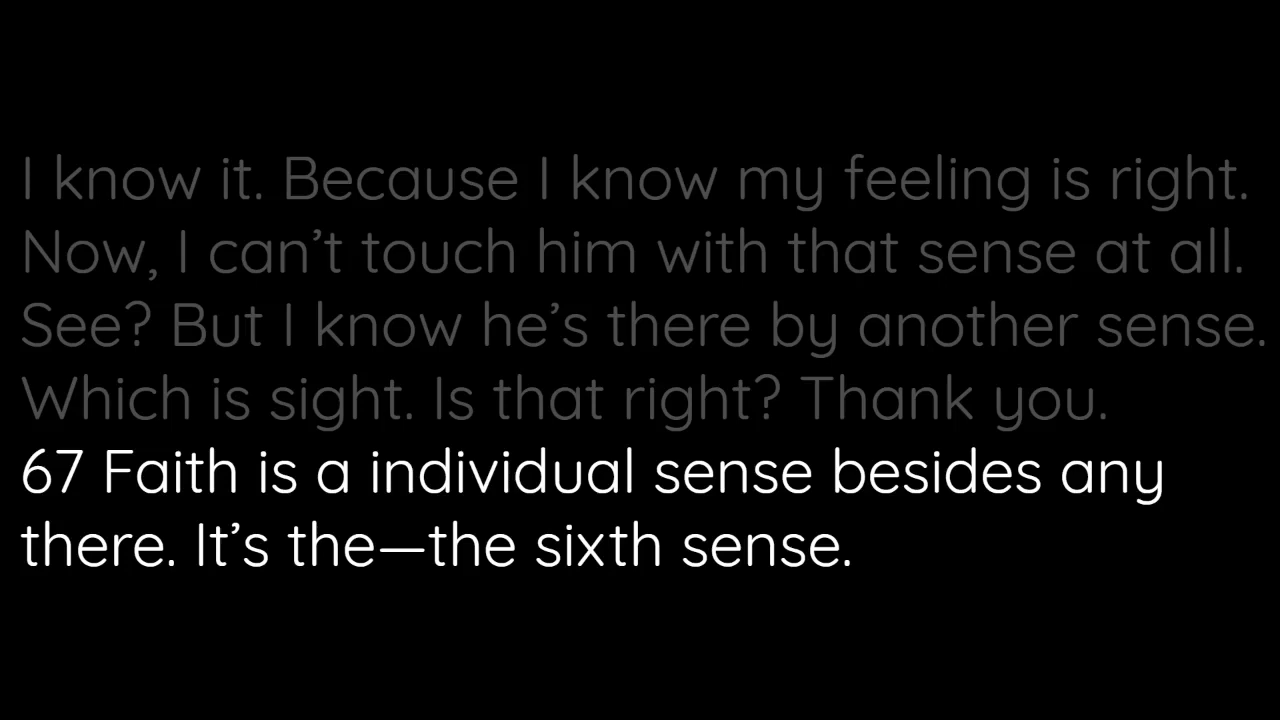 I know it. Because I know my feeling is right.
Now, I can’t touch him with that sense at all.
See? But I know he’s there by another sense.
Which is sight. Is that right? Thank you.
67 Faith is a individual sense besides any
there. It’s the—the sixth sense.